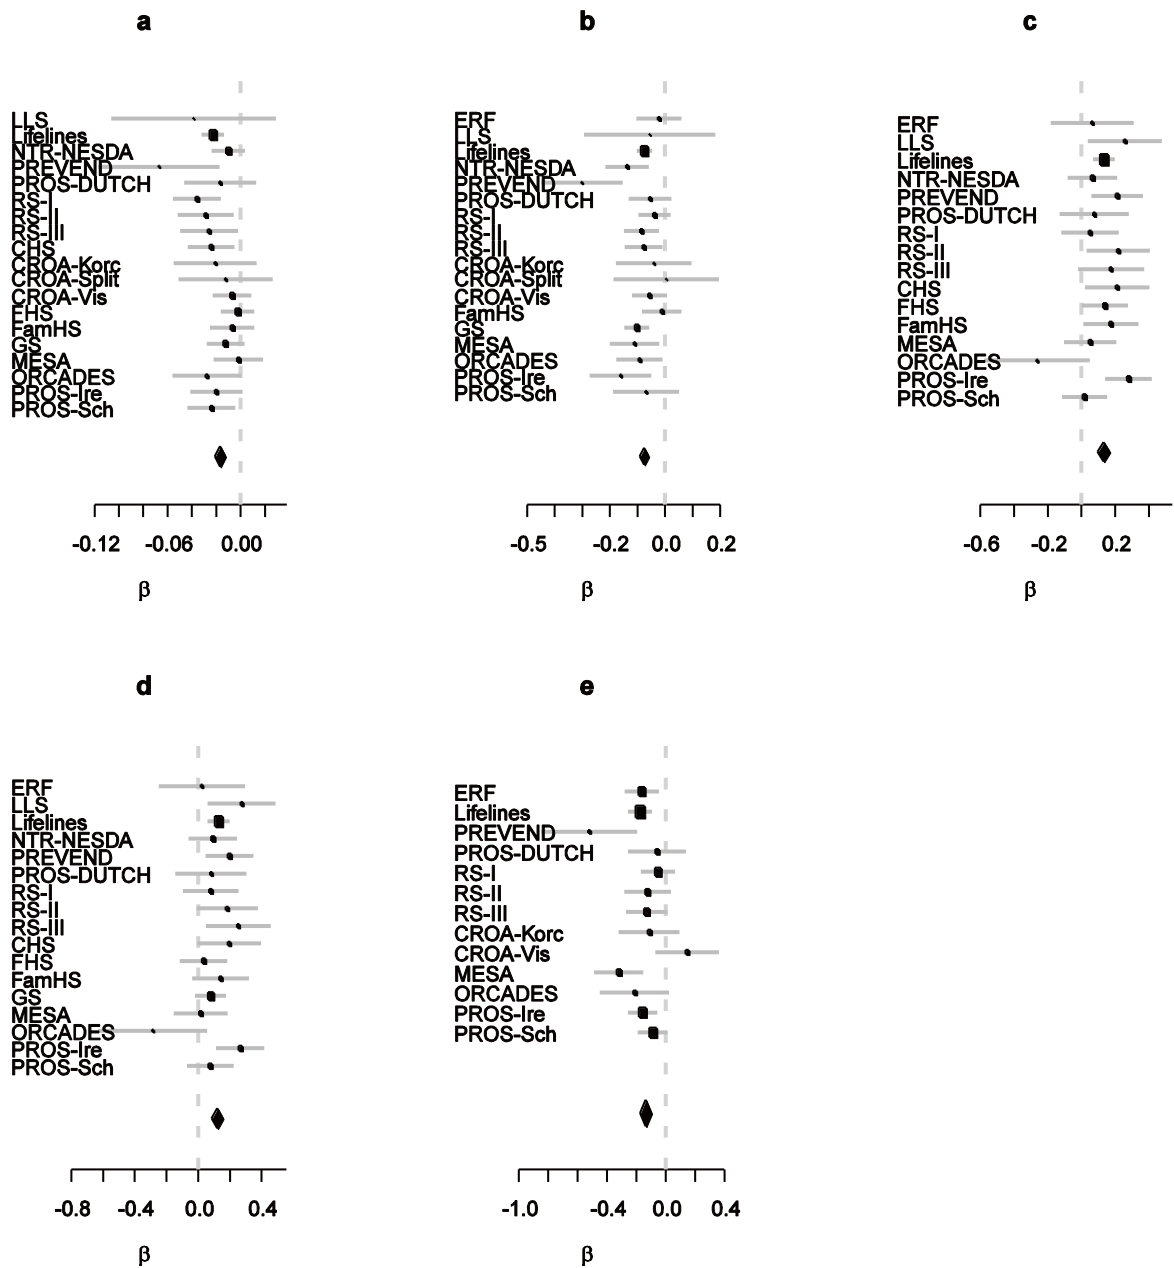 a
LLS
Lifelines
NTR-NESDA
PREVEND
PROS-DUTCH
RS-I
RS-II
RS-III
CHS
CROA-Korc
CROA-Split
CROA-Vis
FHS
FamHS
GS
MESA
ORCADES
PROS-Ire
PROS-Sch
-0.12 -0.06 0.00
β
b
ERF
LLS
Lifelines
NTR-NESDA
PREVEND
PROS-DUTCH
RS-I
RS-II
RS-III
CROA-Korc
CROA-Split
CROA-Vis
FamHS
GS
MESA
ORCADES
PROS-Ire
PROS-Sch
-0.5 -0.2 0.0 0.2
β
c
ERF
LLS
Lifelines
NTR-NESDA
PREVEND
PROS-DUTCH
RS-I
RS-II
RS-III
CHS
FHS
FamHS
MESA
ORCADES
PROS-Ire
PROS-Sch
-0.6 -0.2 0.2
β
d
ERF
LLS
Lifelines
NTR-NESDA
PREVEND
PROS-DUTCH
RS-I
RS-II
RS-III
CHS
FHS
FamHS
GS
MESA
ORCADES
PROS-Ire
PROS-Sch
-0.8 -0.4 0.0 0.4
β
e
ERF
Lifelines
PREVEND
PROS-DUTCH
RS-I
RS-II
RS-III
CROA-Korc
CROA-Vis
MESA
ORCADES
PROS-Ire
PROS-Sch
-1.0 -0.4 0.0 0.4
β